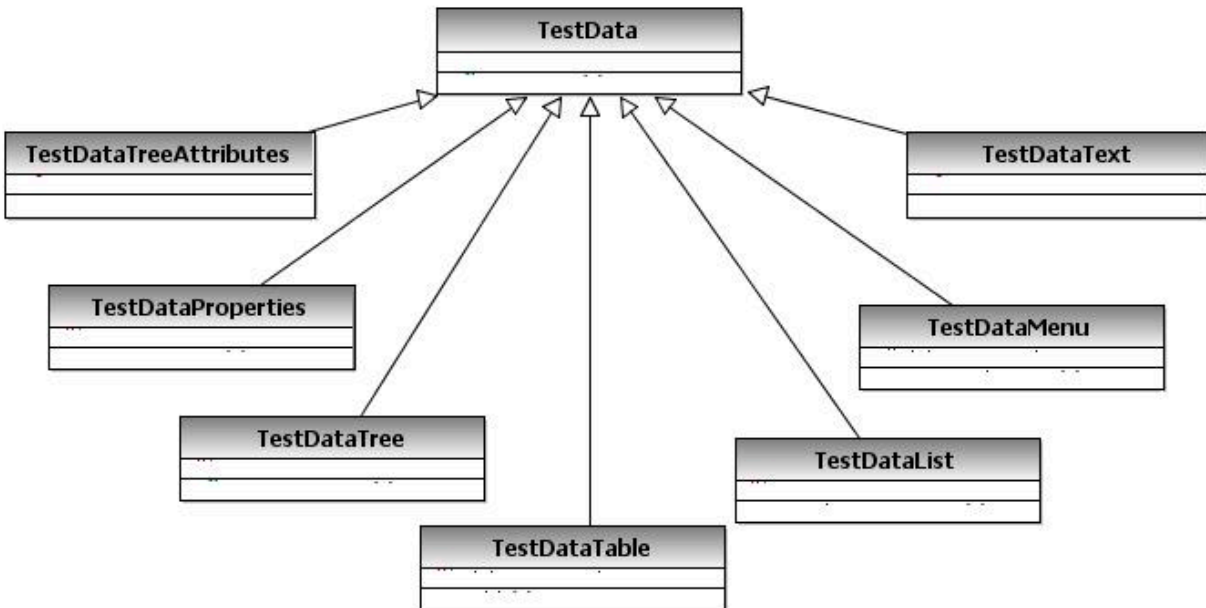 TestData
TestDataTreeAttributes
TestDataText
TestDataProperties
TestDataMenu
TestDataTree
TestDataList
TestDataTable